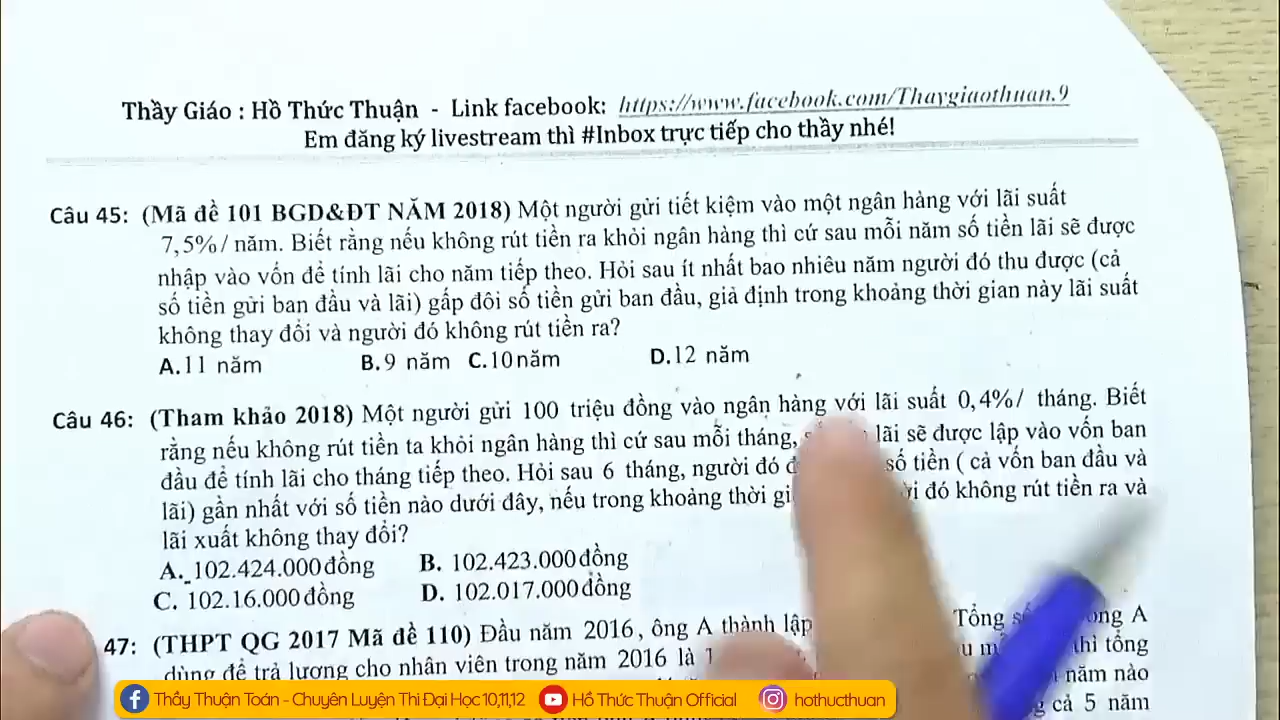 Thầy Giáo : Hồ Thức Thuận - Link facebook: https://www.facebook.com/Thaygiaothuan.9
Em đăng ký livestream thì #Inbox trực tiếp cho thầy nhé!
Câu 45: (Mã đề 101 BGD&ĐT NĂM 2018) Một người gửi tiết kiệm vào một ngân hàng với lãi suất
7,5%/ năm. Biết rằng nếu không rút tiền ra khỏi ngân hàng thì cứ sau mỗi năm số tiền lãi sẽ được
nhập vào vốn để tính lãi cho năm tiếp theo. Hỏi sau ít nhất bao nhiêu năm người đó thu được (cả
số tiền gửi ban đầu và lãi) gấp đôi số tiền gửi ban đầu, giả định trong khoảng thời gian này lãi suất
không thay đổi và người đó không rút tiền ra?
A.11 năm B.9 năm C.10 năm D.12 năm
Câu 46: (Tham khảo 2018) Một người gửi 100 triệu đồng vào ngân hàng với lãi suất 0,4%/ tháng. Biết
rằng nếu không rút tiền ta khỏi ngân hàng thì cứ sau mỗi tháng, lãi sẽ được lập vào vốn ban
đầu để tính lãi cho tháng tiếp theo. Hỏi sau 6 tháng, người đó số tiền ( cả vốn ban đầu và
lãi) gần nhất với số tiền nào dưới đây, nếu trong khoảng thời đó không rút tiền ra và
lãi xuất không thay đổi?
A. 102.424.000 đồng B. 102.423.000 đồng
C. 102.16.000 đồng D. 102.017.000 đồng
47: (THPT QG 2017 Mã đề 110) Đầu năm 2016, ông A thành lập Tổng A
dùng để trả lương cho nhân viên trong năm 2016 là thì tổng
năm nào
cả 5 năm
Thầy Thuận Toán - Chuyên Luyện Thi Đại Học 10,11,12 Hồ Thức Thuận Official hothucthuan